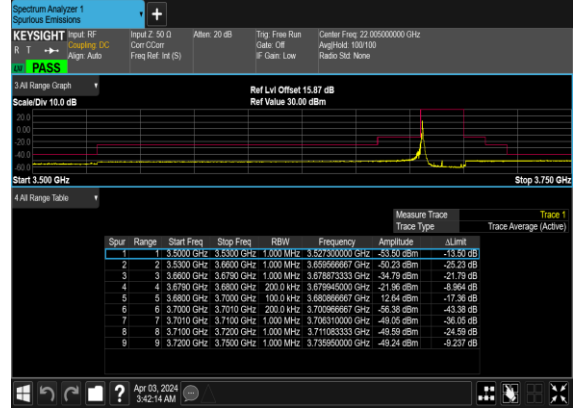 Spectrum Analyzer 1
Spurious Emissions
+
KEYSIGHT Input: RF Input Z: 50 Ω Atten: 20 dB Trig: Free Run Center Freq: 22.005000000 GHz
R T Coupling: DC Corr CCorr Gate: Off Avg|Hold: 100/100
Align: Auto Freq Ref: Int (S) IF Gain: Low Radio Std: None
PASS
3 All Range Graph
Ref Lvl Offset 15.87 dB
Scale/Div 10.0 dB Ref Value 30.00 dBm
20.0
0.00
-20.0
-40.0
-60.0
Start 3.500 GHz Stop 3.750 GHz
4 All Range Table
Measure Trace Trace 1
Trace Type Trace Average (Active)
Spur Range Start Freq Stop Freq RBW Frequency Amplitude ΔLimit
1 1 3.5000 GHz 3.5300 GHz 1.000 MHz 3.527300000 GHz -53.50 dBm -13.50 dB
2 2 3.5300 GHz 3.6600 GHz 1.000 MHz 3.659566667 GHz -50.23 dBm -25.23 dB
3 3 3.6600 GHz 3.6790 GHz 1.000 MHz 3.678873333 GHz -34.79 dBm -21.79 dB
4 4 3.6790 GHz 3.6800 GHz 200.0 kHz 3.679945000 GHz -21.96 dBm -8.964 dB
5 5 3.6800 GHz 3.7000 GHz 100.0 kHz 3.680866667 GHz 12.64 dBm -17.36 dB
6 6 3.7000 GHz 3.7010 GHz 200.0 kHz 3.700966667 GHz -56.38 dBm -43.38 dB
7 7 3.7010 GHz 3.7100 GHz 1.000 MHz 3.706310000 GHz -49.05 dBm -36.05 dB
8 8 3.7100 GHz 3.7200 GHz 1.000 MHz 3.711083333 GHz -49.59 dBm -24.59 dB
9 9 3.7200 GHz 3.7500 GHz 1.000 MHz 3.735950000 GHz -49.24 dBm -9.237 dB
? Apr 03, 2024
3:42:14 AM